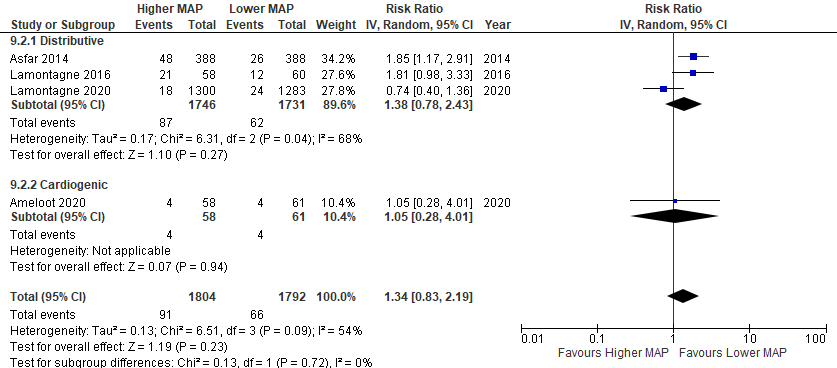 Higher MAP Lower MAP Risk Ratio Risk Ratio
Study or Subgroup Events Total Events Total Weight IV, Random, 95% CI Year IV, Random, 95% CI
9.2.1 Distributive
Asfar 2014 48 388 26 388 34.2% 1.85 [1.17, 2.91] 2014
Lamontagne 2016 21 58 12 60 27.6% 1.81 [0.98, 3.33] 2016
Lamontagne 2020 18 1300 24 1283 27.8% 0.74 [0.40, 1.36] 2020
Subtotal (95% CI) 1746 1731 89.6% 1.38 [0.78, 2.43]
Total events 87 62
Heterogeneity: Tau² = 0.17; Chi² = 6.31, df = 2 (P = 0.04); I² = 68%
Test for overall effect: Z = 1.10 (P = 0.27)
9.2.2 Cardiogenic
Ameloot 2020 4 58 4 61 10.4% 1.05 [0.28, 4.01] 2020
Subtotal (95% CI) 58 61 10.4% 1.05 [0.28, 4.01]
Total events 4 4
Heterogeneity: Not applicable
Test for overall effect: Z = 0.07 (P = 0.94)
Total (95% CI) 1804 1792 100.0% 1.34 [0.83, 2.19]
Total events 91 66
Heterogeneity: Tau² = 0.13; Chi² = 6.51, df = 3 (P = 0.09); I² = 54%
Test for overall effect: Z = 1.19 (P = 0.23)
Test for subgroup differences: Chi² = 0.13, df = 1 (P = 0.72), I² = 0%
0.01 0.1 1 10 100
Favours Higher MAP Favours Lower MAP